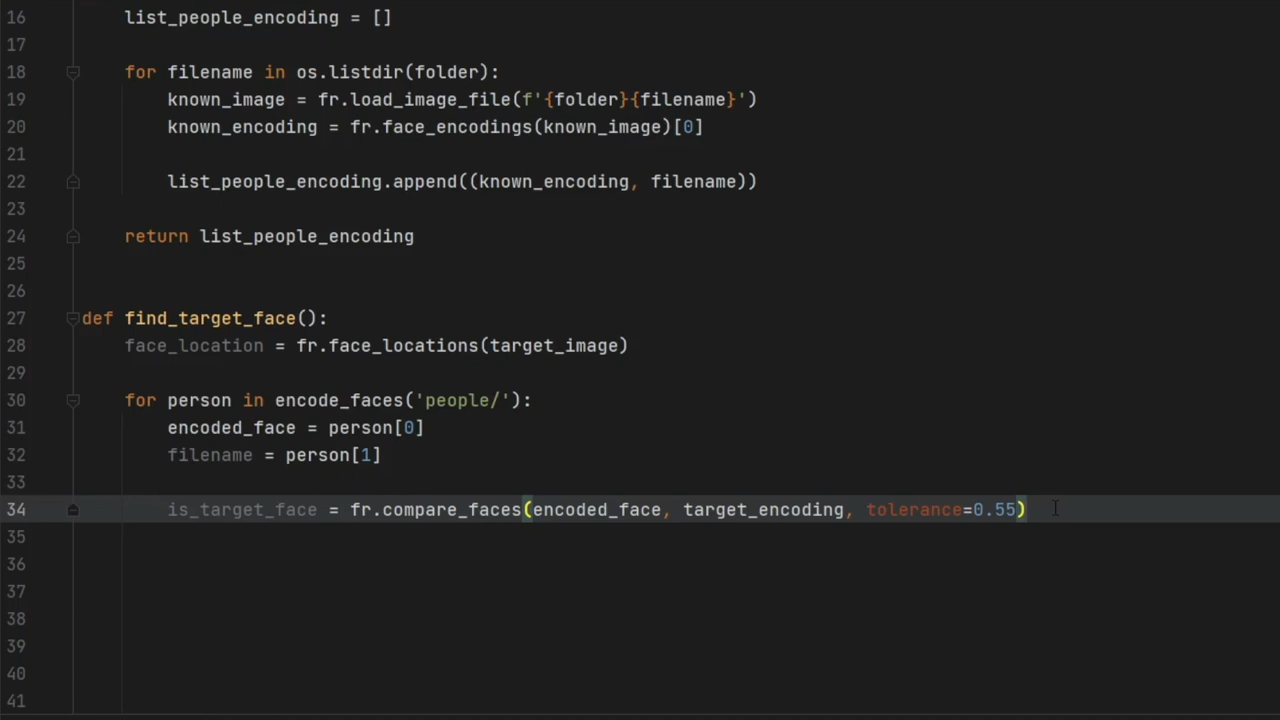 16 list_people_encoding = []
17
18 for filename in os.listdir(folder):
19 known_image = fr.load_image_file(f'{folder}{filename}')
20 known_encoding = fr.face_encodings(known_image)[0]
21
22 list_people_encoding.append((known_encoding, filename))
23
24 return list_people_encoding
25
26
27 def find_target_face():
28 face_location = fr.face_locations(target_image)
29
30 for person in encode_faces('people/'):
31 encoded_face = person[0]
32 filename = person[1]
33
34 is_target_face = fr.compare_faces(encoded_face, target_encoding, tolerance=0.55)
35
36
37
38
39
40
41